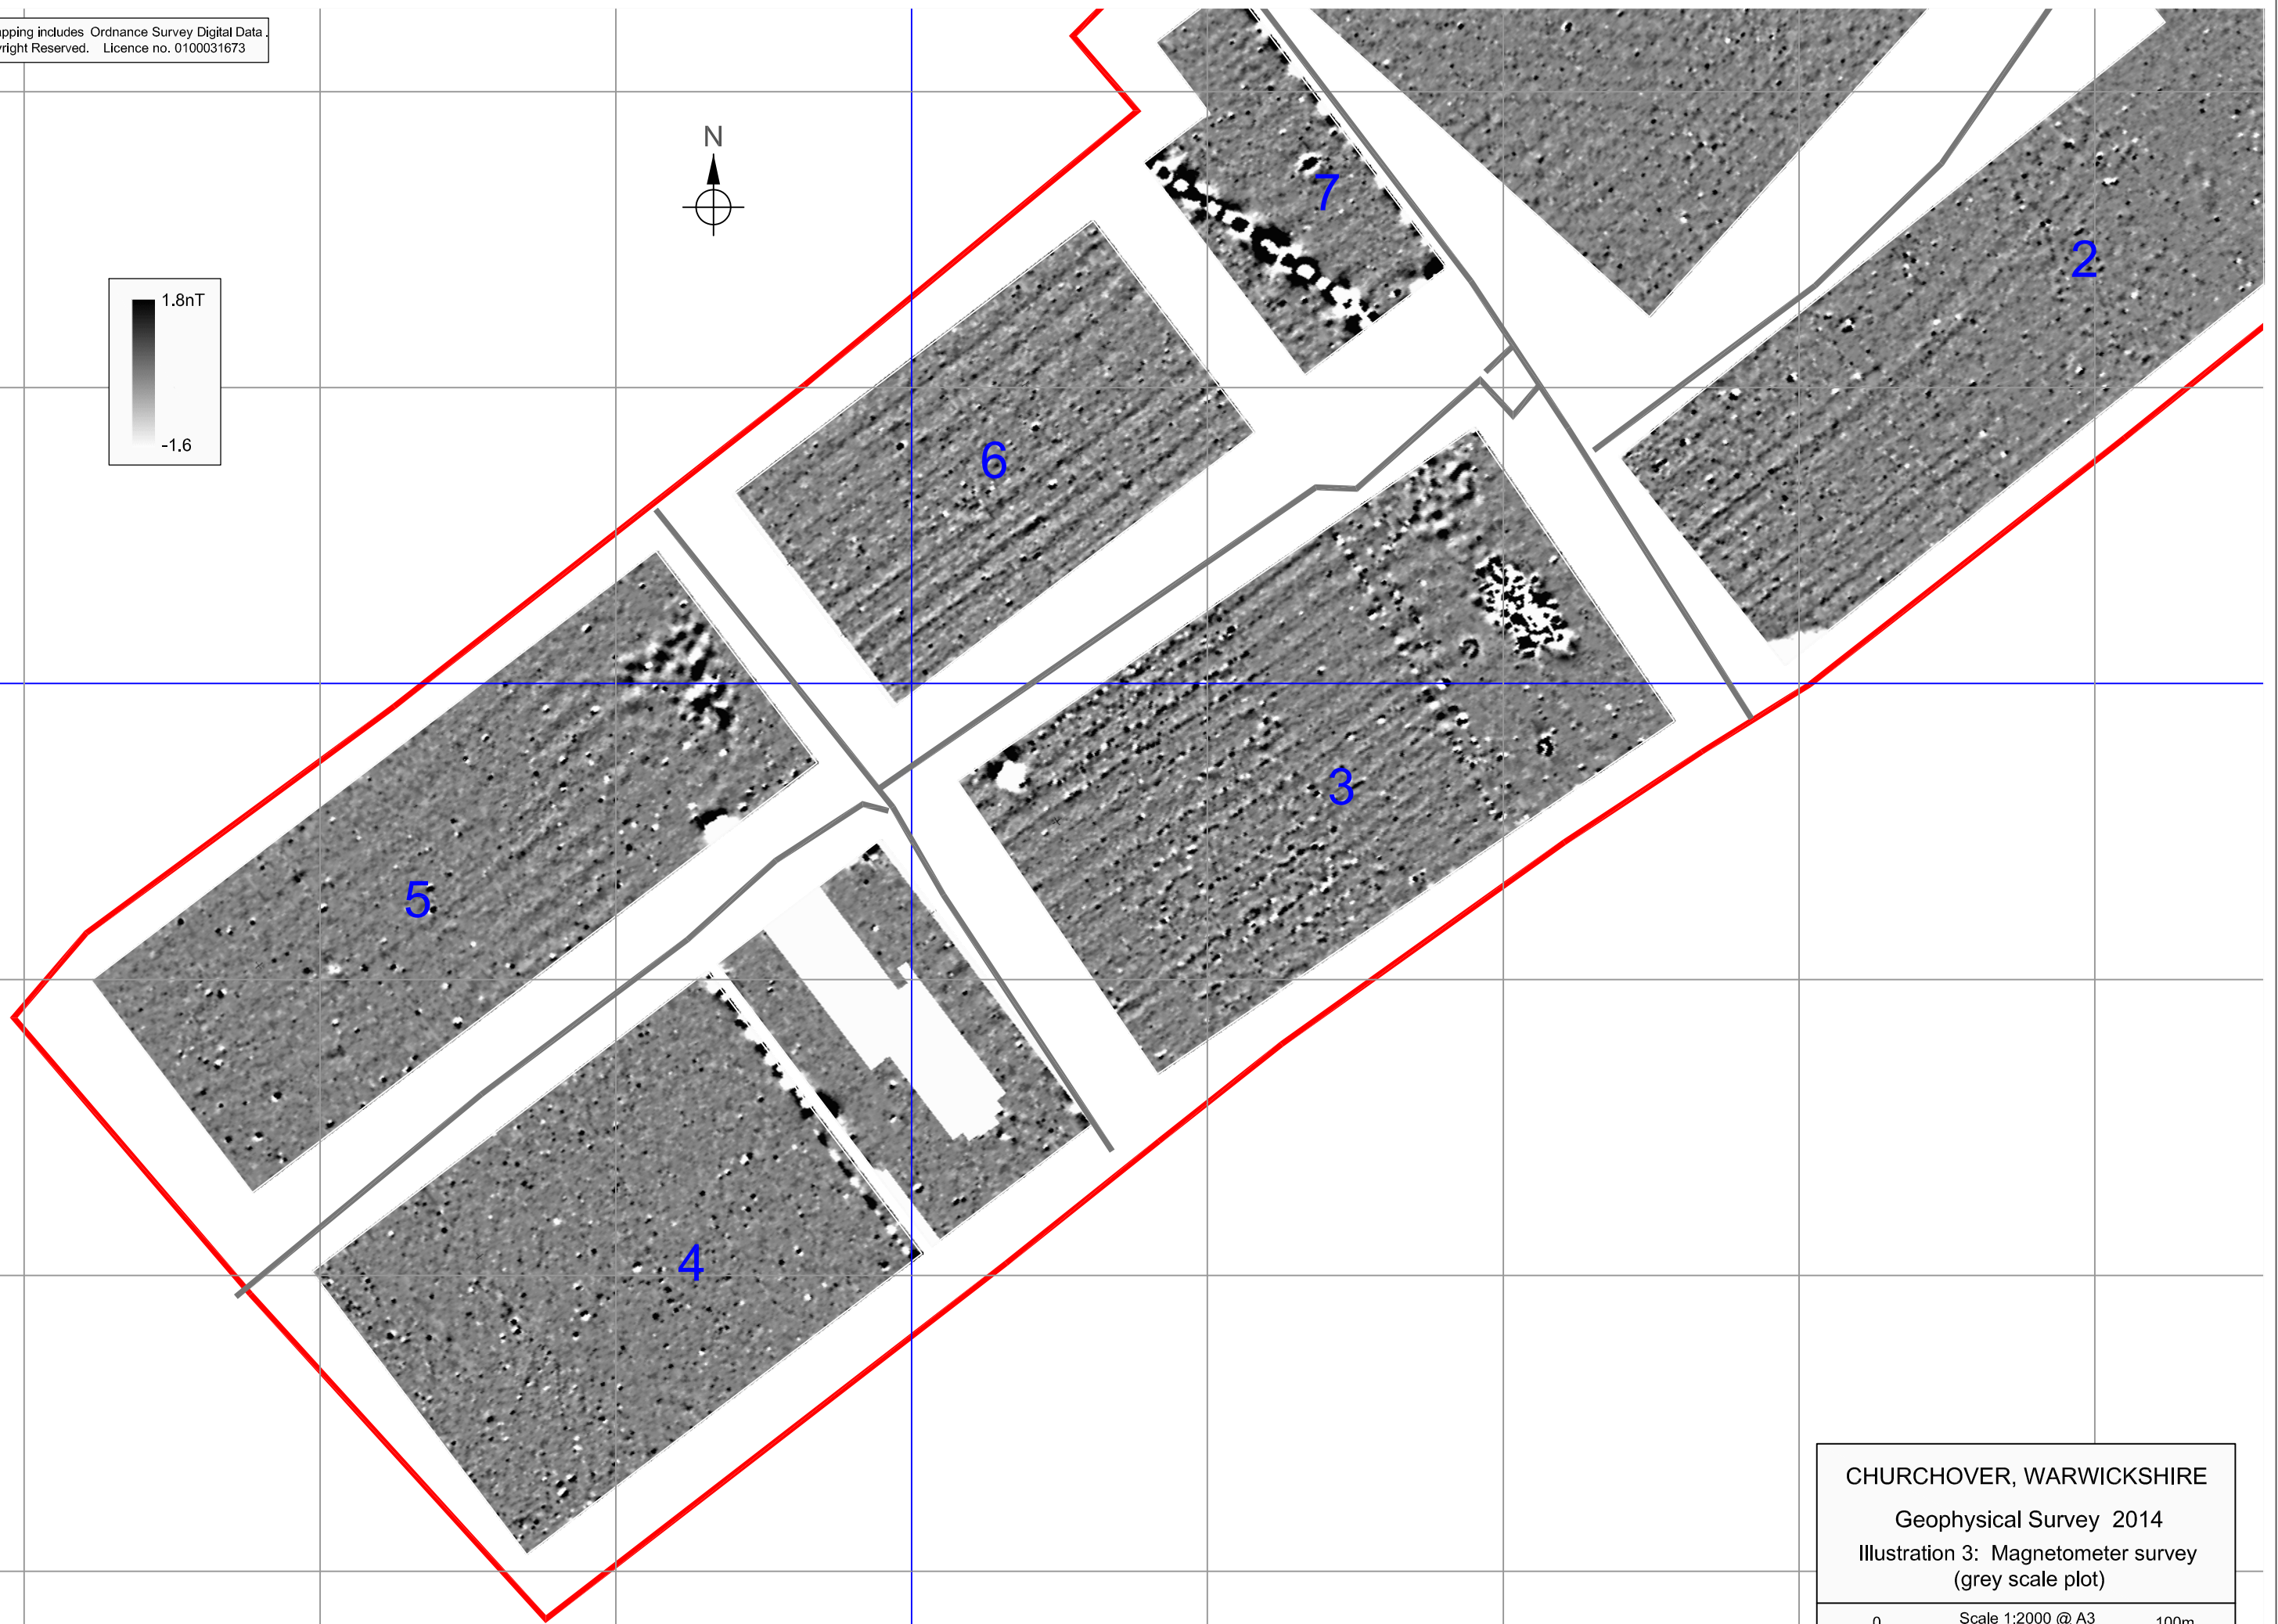 pping includes Ordnance Survey Digital Data.
right Reserved. Licence no. 0100031673
N
7
2
1.8nT
-1.6
6
3
5
4
CHURCHOVER, WARWICKSHIRE
Geophysical Survey 2014
Illustration 3: Magnetometer survey
(grey scale plot)
0 Scale 1:2000 @ A3 100m